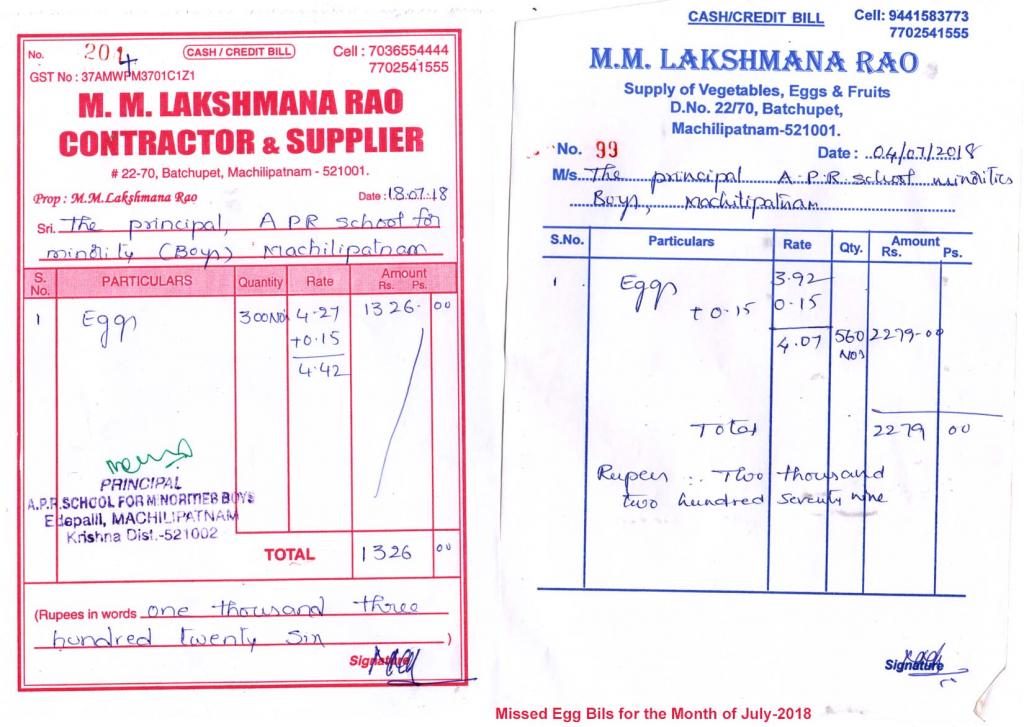 No. 204 CASH / CREDIT BILL Cell : 7036554444
7702541555
GST No : 37AMWPM3701C1Z1
M. M. LAKSHMANA RAO
CONTRACTOR & SUPPLIER
# 22-70, Batchupet, Machilipatnam - 521001.
Prop : M.M.Lakshmana Rao Date : 18.07.18
Sri. The principal, A P R school for
minority (Boys) Machilipatnam
S. No. PARTICULARS Quantity Rate Amount Rs. Ps.
1 Eggs 300 Nos 4.27 1326- 00
+0.15
4.42
PRINCIPAL
A.P.R.SCHOOL FOR MINORITIER BOYS
Edepalli, MACHILIPATNAM
Krishna Dist.-521002
TOTAL 1326 00
(Rupees in words one thousand three
hundred twenty six )
Signature
CASH/CREDIT BILL Cell: 9441583773
7702541555
M.M. LAKSHMANA RAO
Supply of Vegetables, Eggs & Fruits
D.No. 22/70, Batchupet,
Machilipatnam-521001.
No. 99 Date : 04/07/2018
M/s. The principal A.P.R. school minorities
Boys, Machilipatnam
S.No. Particulars Rate Qty. Amount Rs. Ps.
1 Eggs 3.92
+0.15 0.15
4.07 560 Nos 2279-00
Total 2279 00
Rupees : Two thousand
two hundred seventy nine
Signature
Missed Egg Bils for the Month of July-2018